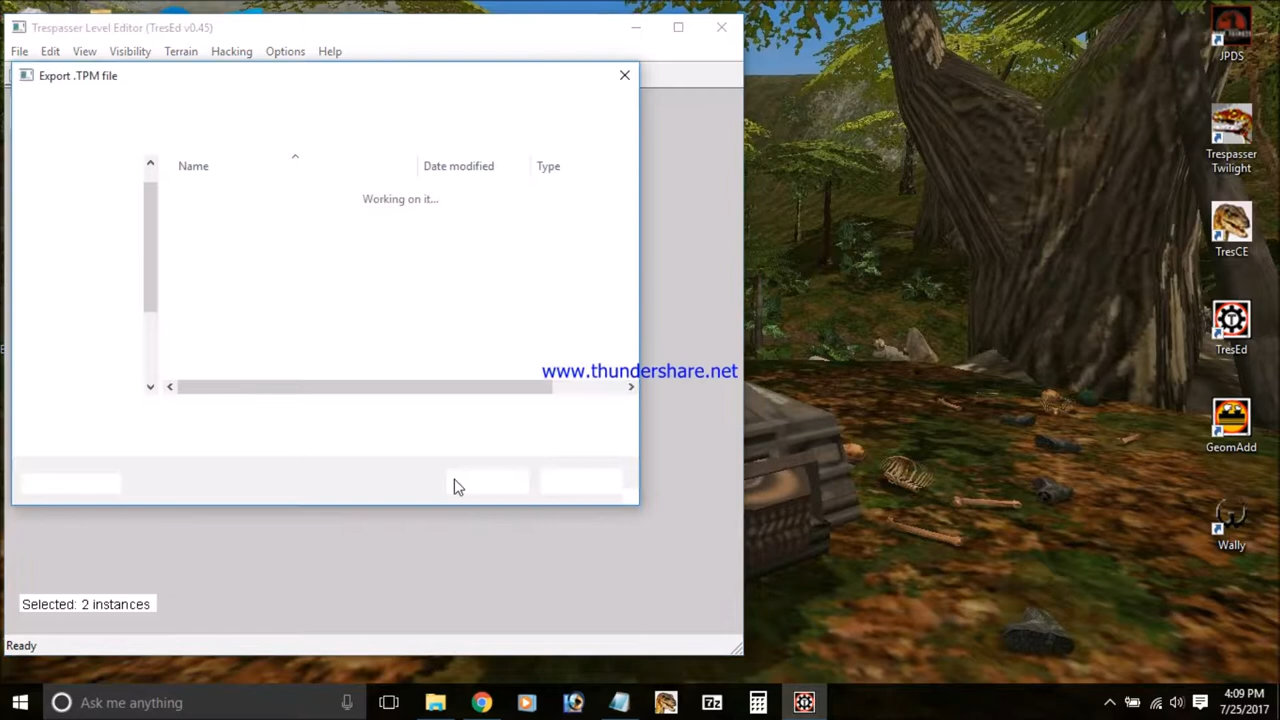 Trespasser Level Editor (TresEd v0.45)
File Edit View Visibility Terrain Hacking Options Help
Export .TPM file
Name Date modified Type
Working on it...
www.thundershare.net
Selected: 2 instances
Ready
JPDS
Trespasser
Twilight
TresCE
TresEd
GeomAdd
Wally
Ask me anything
7z
4:09 PM
7/25/2017